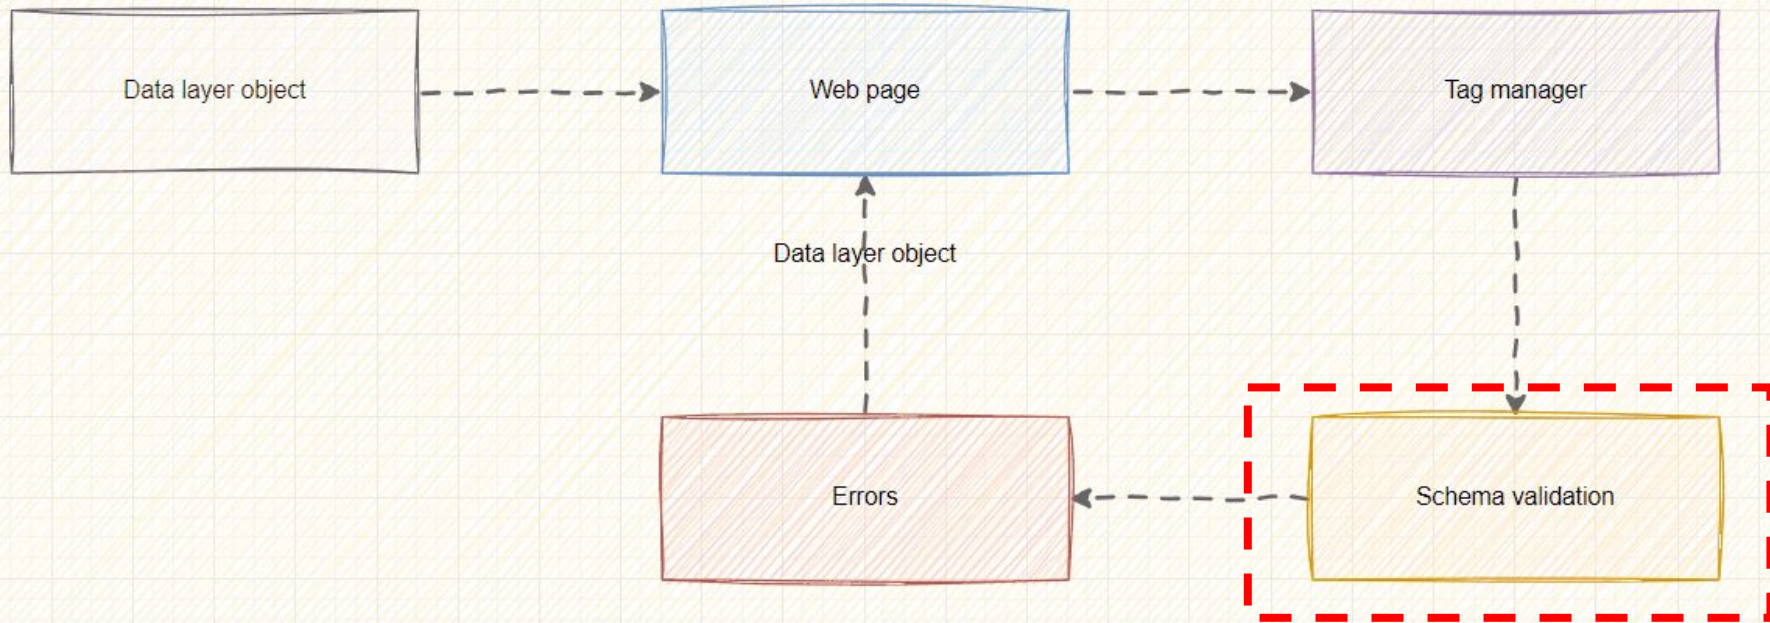 Data layer object
Web page
Tag manager
Data layer object
Errors
Schema validation